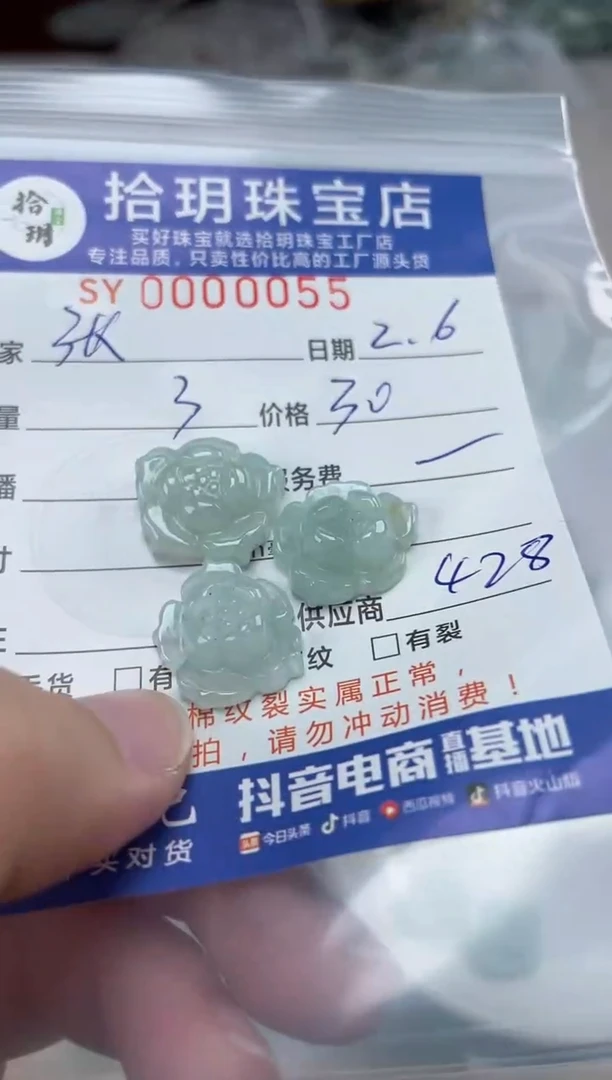 拾玥
拾玥珠宝店
买好珠宝就选拾玥珠宝工厂店
专注品质，只卖性价比高的工厂源头货
SY 0000055
家 张 日期 2.6
量 3 价格 30
播 服务费 一
寸
供应商 428
□有 纹 □有裂
棉纹裂实属正常，
拍，请勿冲动消费！
抖音电商直播基地
头条 今日头条 抖音 西瓜视频 抖音火山版
买对货